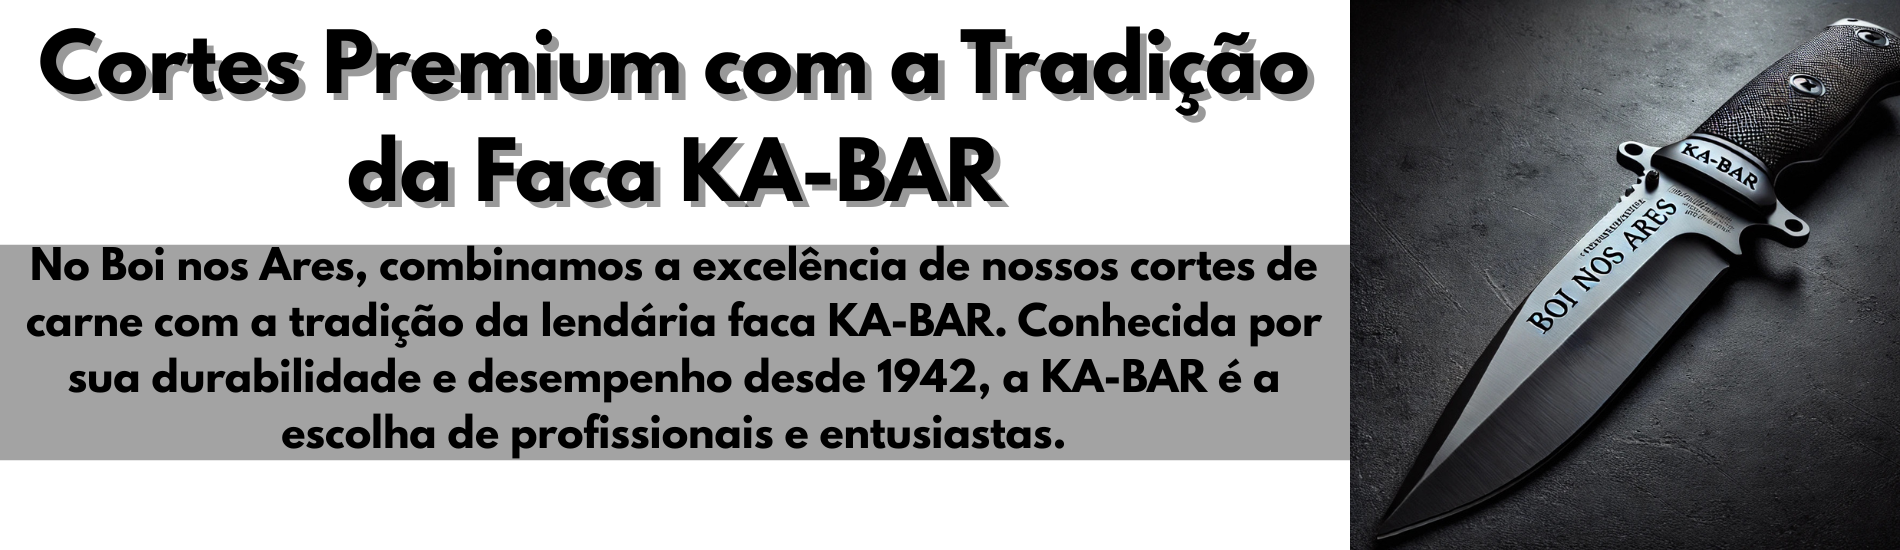 Cortes Premium com a Tradição
da Faca KA-BAR
No Boi nos Ares, combinamos a excelência de nossos cortes de
carne com a tradição da lendária faca KA-BAR. Conhecida por
sua durabilidade e desempenho desde 1942, a KA-BAR é a
escolha de profissionais e entusiastas.
KA-BAR
BOI NOS ARES